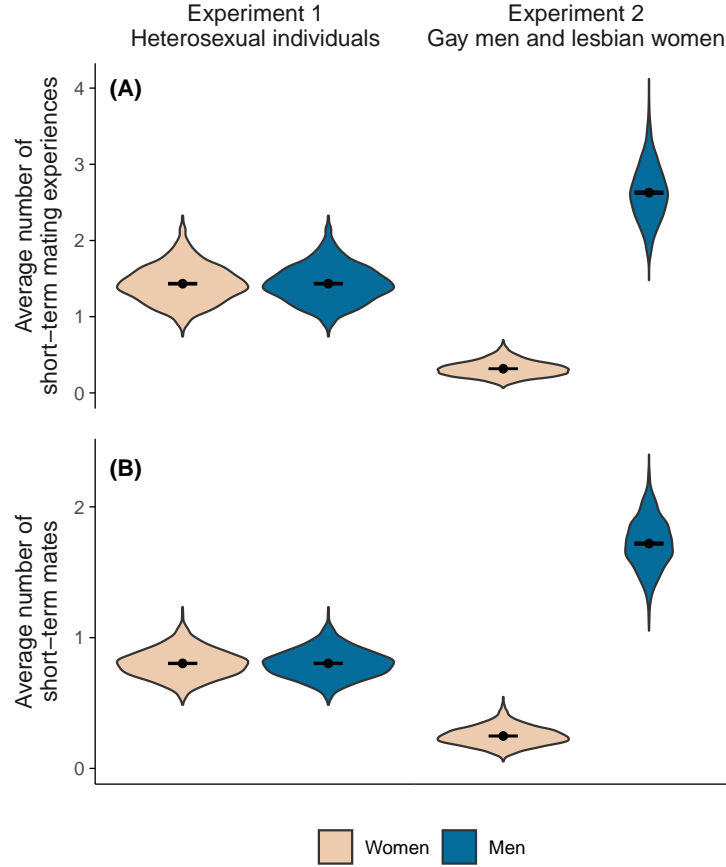 Experiment 1
Heterosexual individuals
Experiment 2
Gay men and lesbian women
(A)
Average number of
short−term mating experiences
4
3
2
1
0
(B)
Average number of
short−term mates
2
1
0
Women
Men